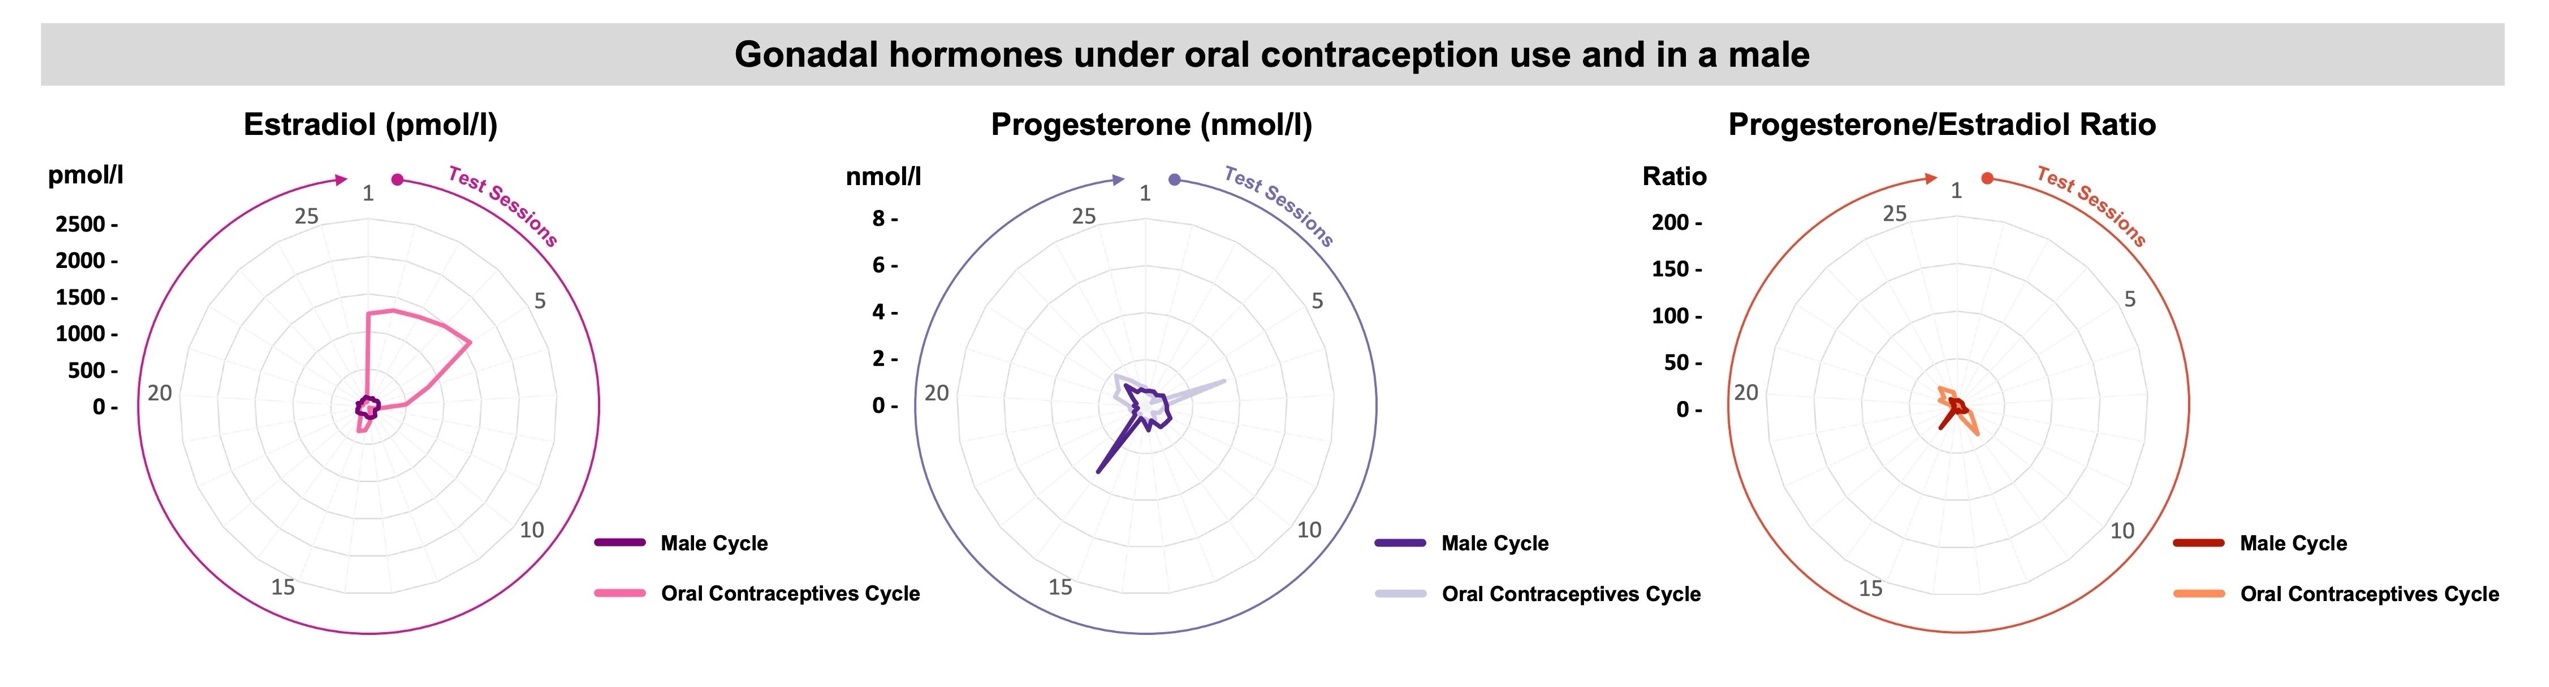 Gonadal hormones under oral contraception use and in a male
Estradiol (pmol/l)
pmol/l
2500 -
2000 -
1500 -
1000 -
500 -
0 -
Test Sessions
1
5
10
15
20
25
Male Cycle
Oral Contraceptives Cycle
Progesterone (nmol/l)
nmol/l
8 -
6 -
4 -
2 -
0 -
Test Sessions
1
5
10
15
20
25
Male Cycle
Oral Contraceptives Cycle
Progesterone/Estradiol Ratio
Ratio
200 -
150 -
100 -
50 -
0 -
Test Sessions
1
5
10
15
20
25
Male Cycle
Oral Contraceptives Cycle